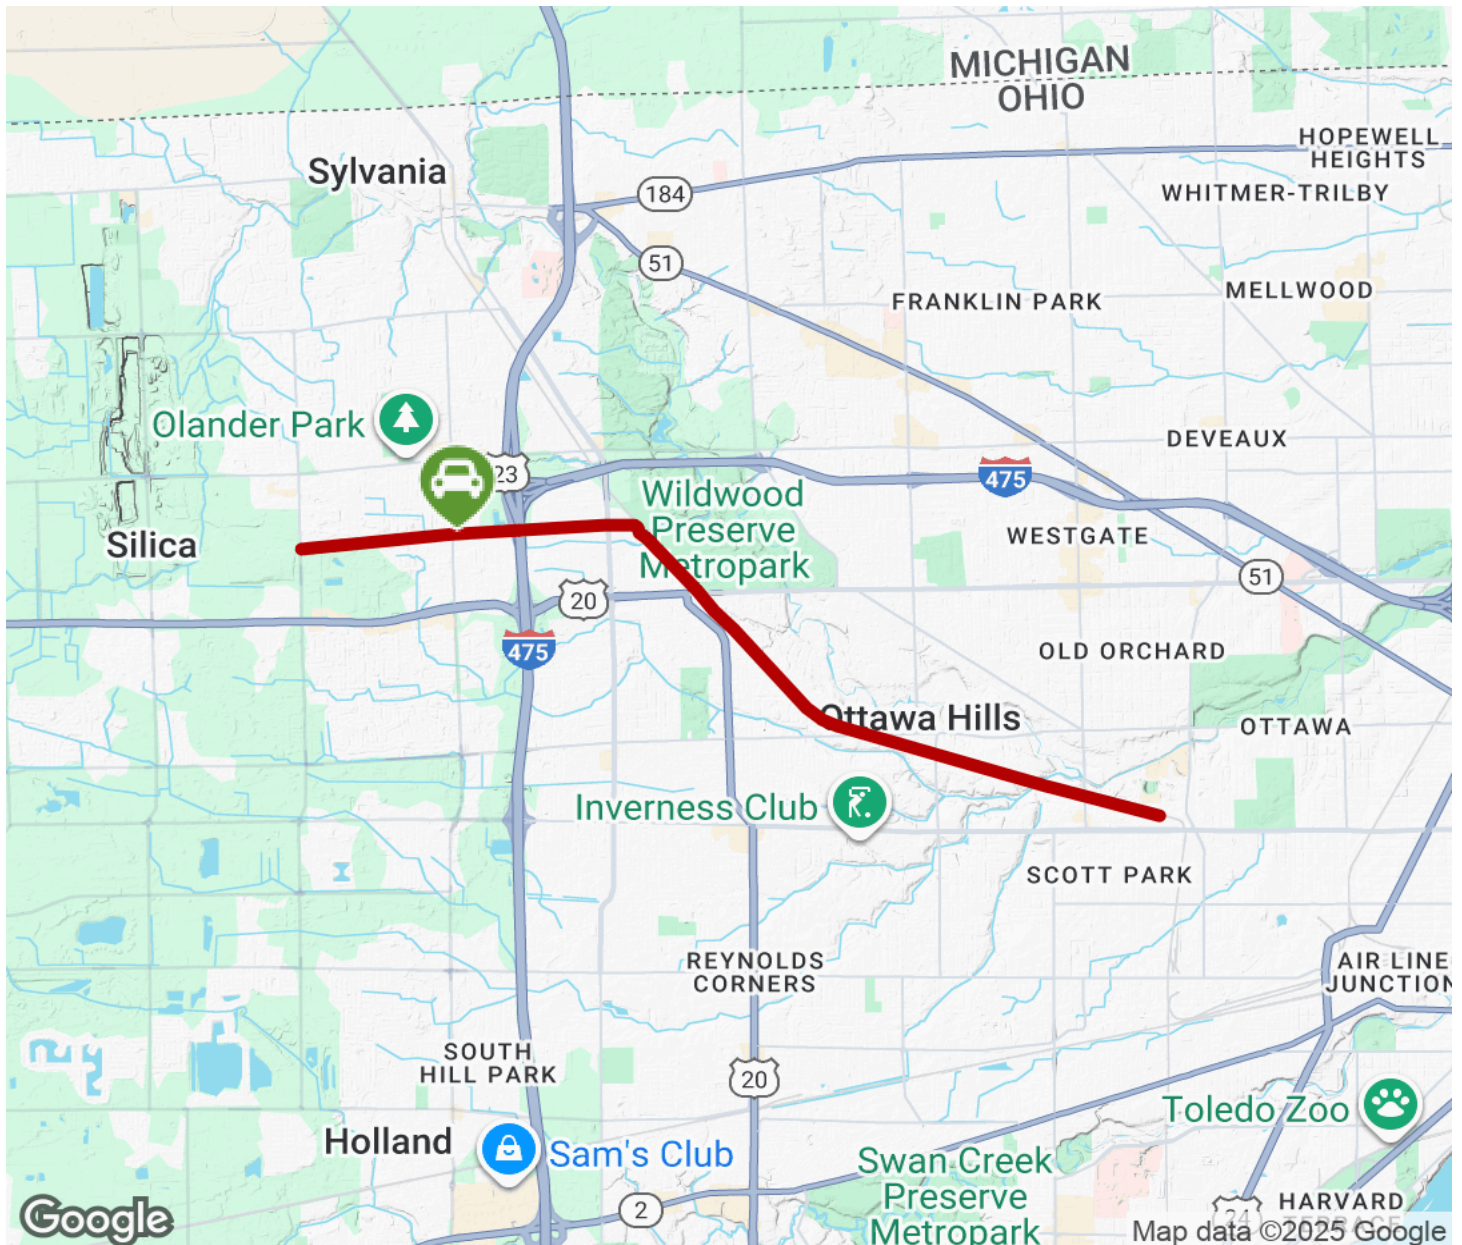 MICHIGAN
OHIO
HOPEWELL
HEIGHTS
Sylvania
184
WHITMER-TRILBY
51
MELLWOOD
FRANKLIN PARK
Olander Park
DEVEAUX
23
475
Wildwood
Preserve
Metropark
Silica
WESTGATE
51
20
475
OLD ORCHARD
Ottawa Hills
OTTAWA
Inverness Club
SCOTT PARK
REYNOLDS
CORNERS
AIR LINE
JUNCTION
SOUTH
HILL PARK
20
Toledo Zoo
Holland
Sam's Club
Swan Creek
Preserve
Metropark
2
24
HARVARD
Google
Map data ©2025 Google